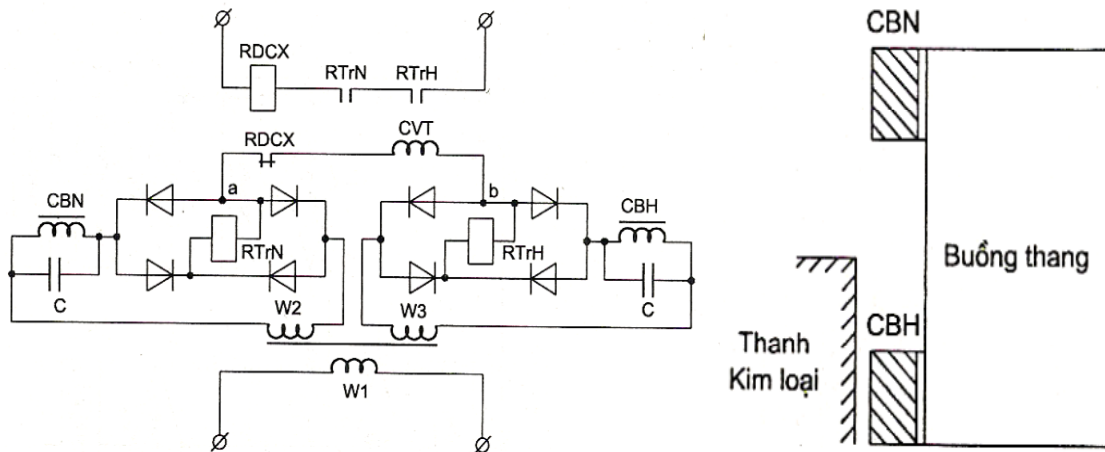 RDCX
RTrN
RTrH
RDCX
CVT
a
b
CBN
CBH
RTrN
RTrH
C
W2
W3
C
W1
CBN
Buồng thang
CBH
Thanh
Kim loại